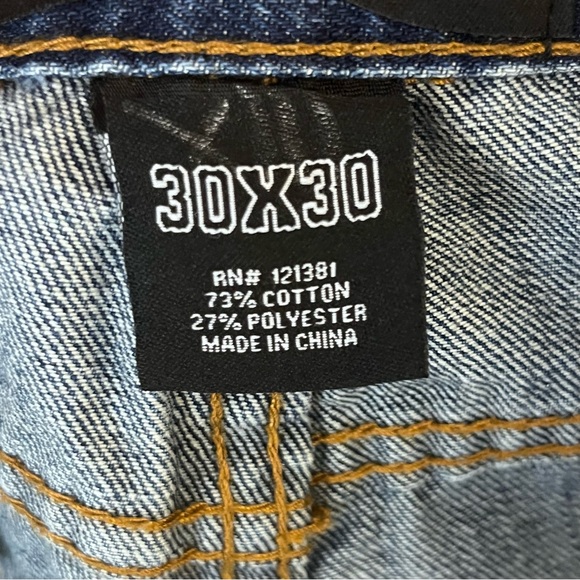 30X30
RN# 121381
73% COTTON
27% POLYESTER
MADE IN CHINA